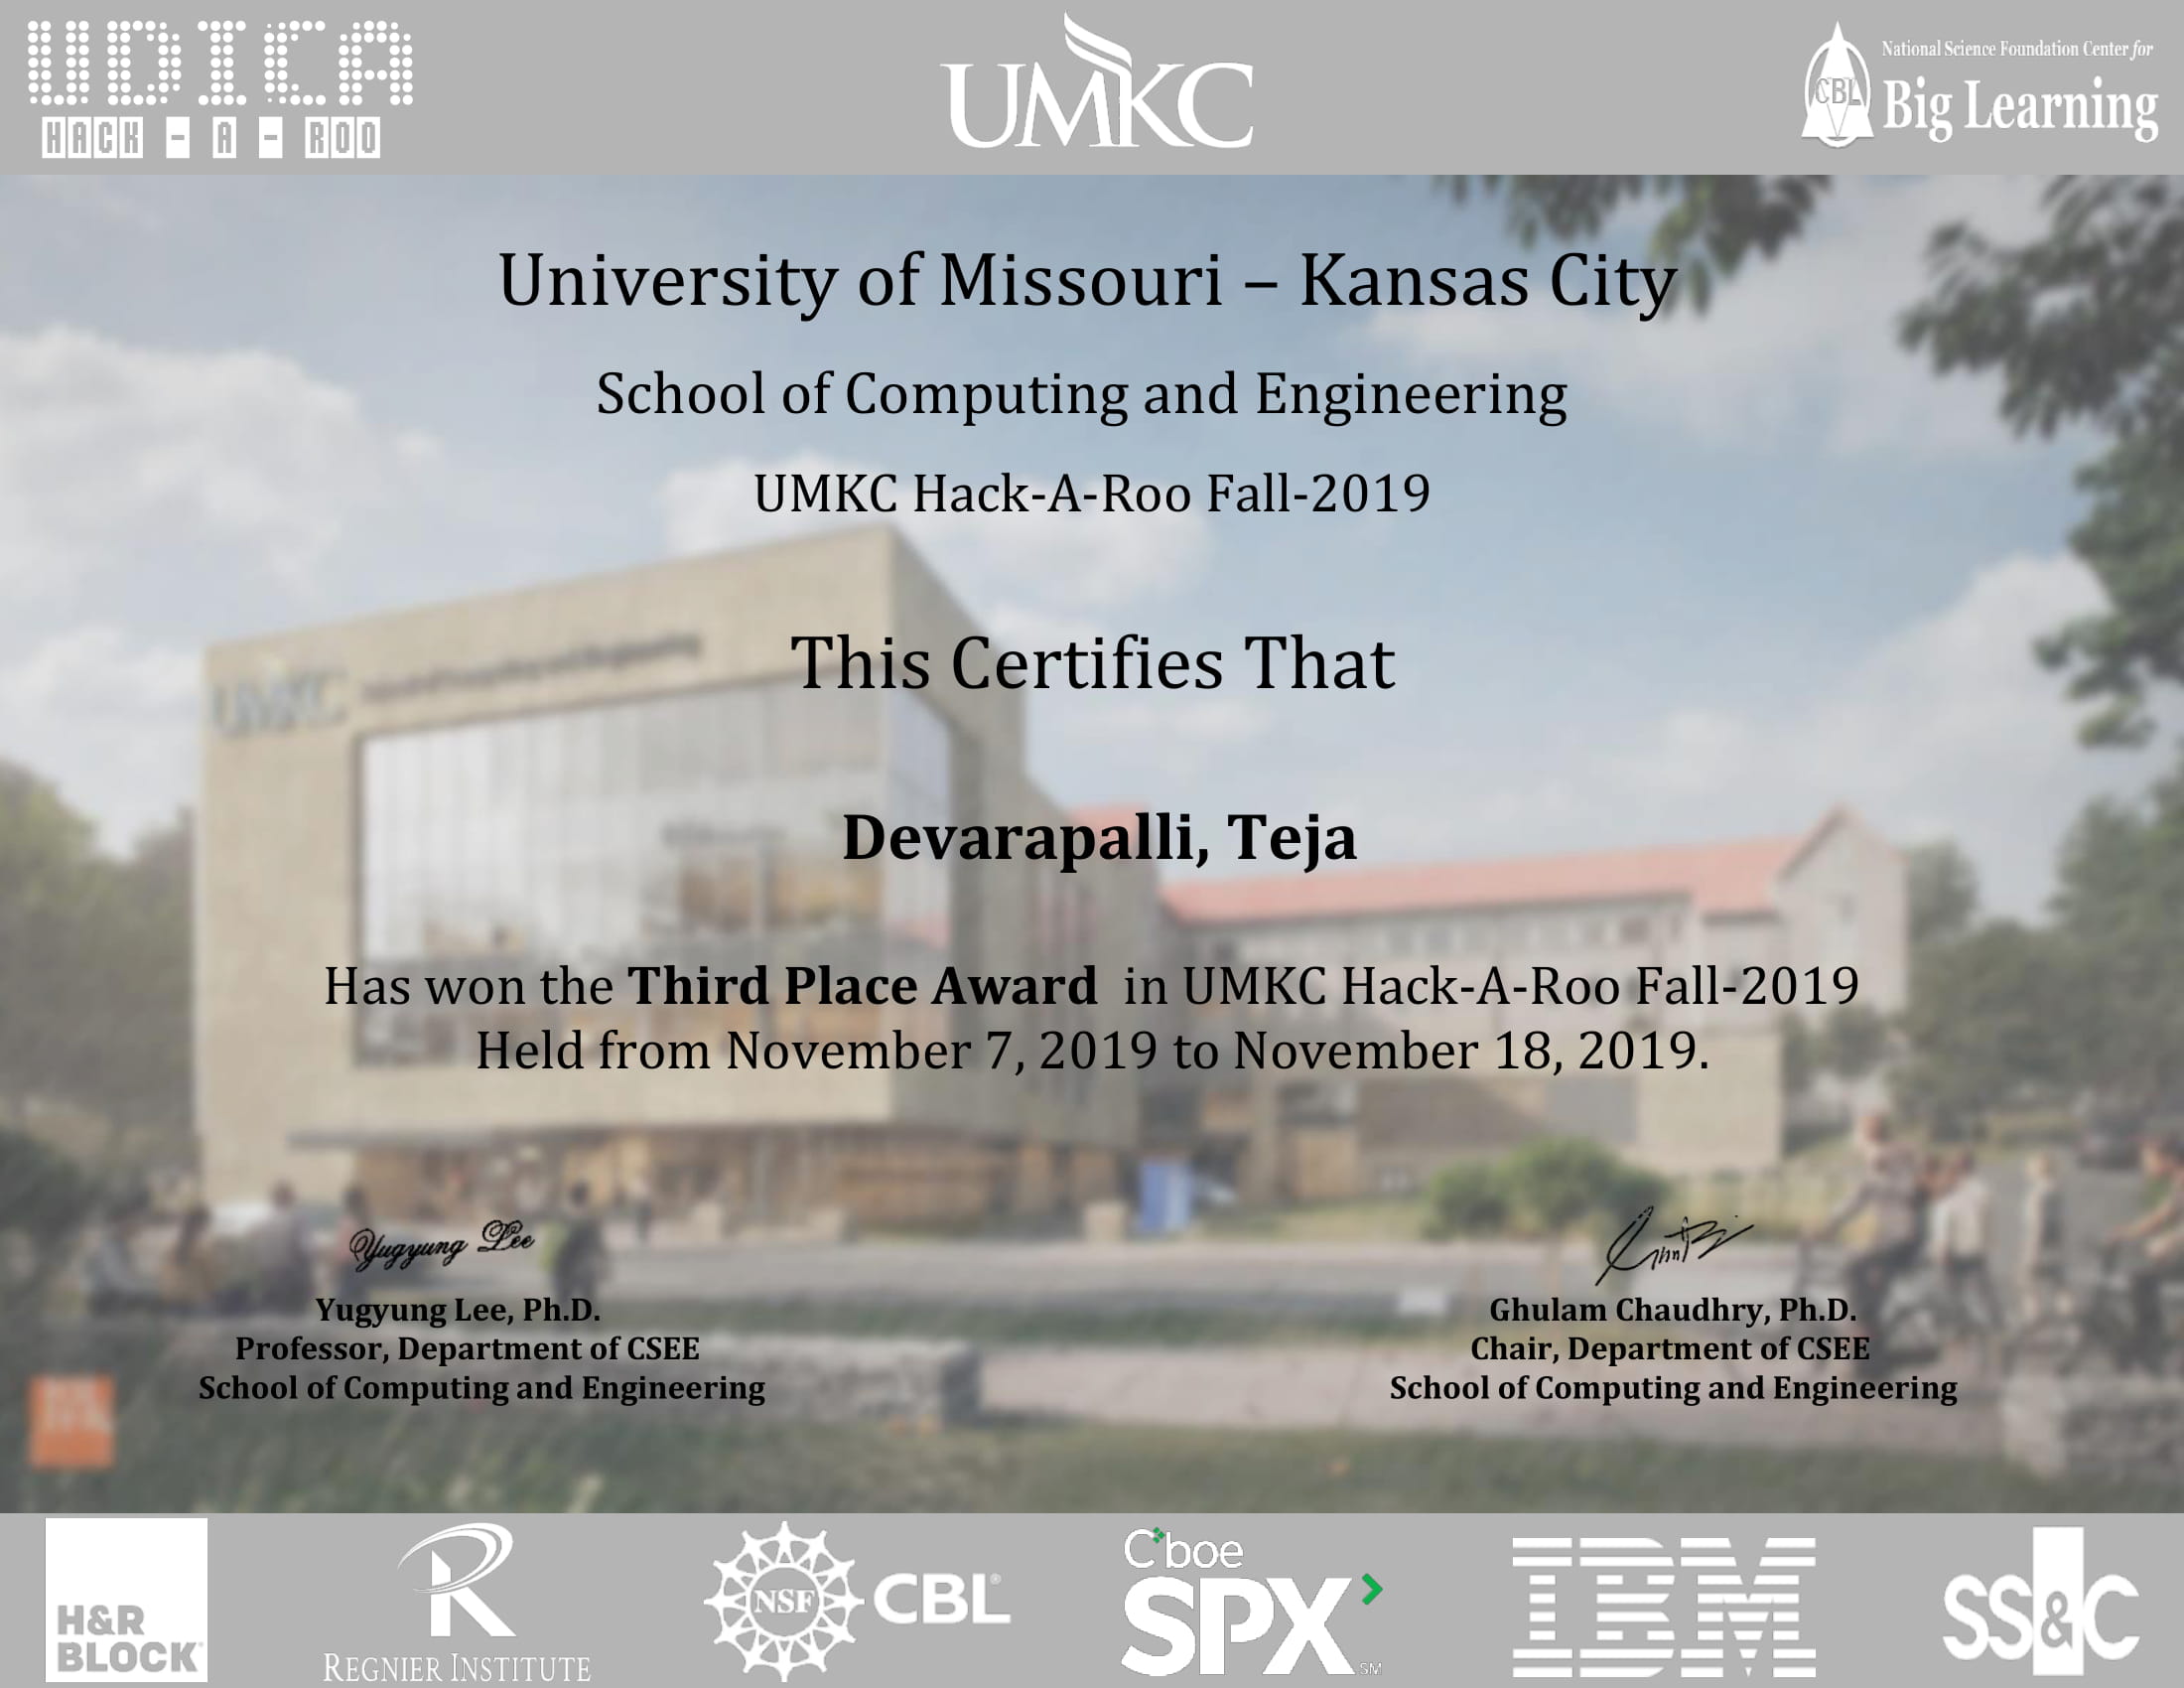 UDICA
HACK - A - ROO
UMKC
National Science Foundation Center for
CBL
Big Learning
University of Missouri – Kansas City
School of Computing and Engineering
UMKC Hack-A-Roo Fall-2019
This Certifies That
UMKC
Devarapalli, Teja
Has won the Third Place Award in UMKC Hack-A-Roo Fall-2019
Held from November 7, 2019 to November 18, 2019.
Yugyung Lee
Yugyung Lee, Ph.D.
Professor, Department of CSEE
School of Computing and Engineering
Ghulam Chaudhry, Ph.D.
Chair, Department of CSEE
School of Computing and Engineering
H&R
BLOCK
REGNIER INSTITUTE
NSF
CBL®
Cboe
SPX SM
IBM
SS&C